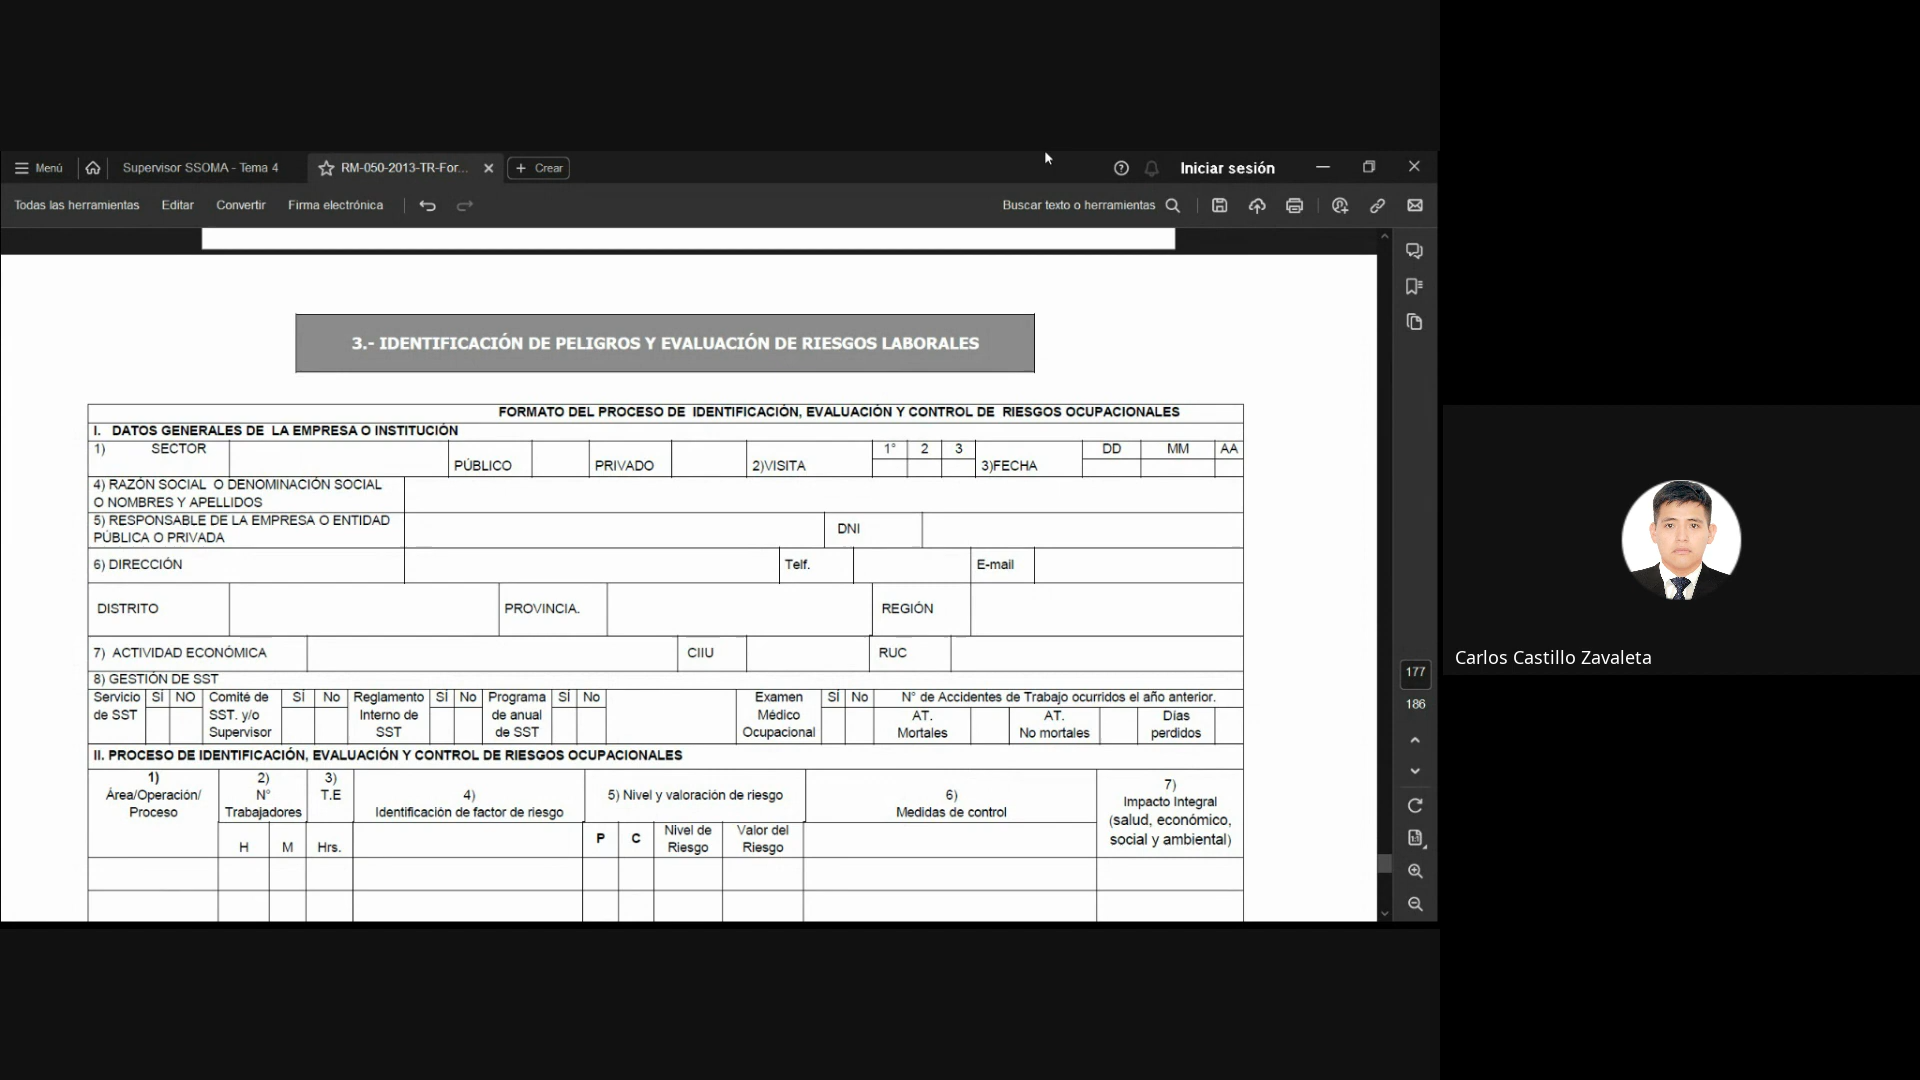 Menú
Supervisor SSOMA - Tema 4
RM-050-2013-TR-For...
Crear
Iniciar sesión
Todas las herramientas
Editar
Convertir
Firma electrónica
Buscar texto o herramientas
3.- IDENTIFICACIÓN DE PELIGROS Y EVALUACIÓN DE RIESGOS LABORALES
FORMATO DEL PROCESO DE IDENTIFICACIÓN, EVALUACIÓN Y CONTROL DE RIESGOS OCUPACIONALES
I. DATOS GENERALES DE LA EMPRESA O INSTITUCIÓN
1) SECTOR
PÚBLICO
PRIVADO
2)VISITA
1° 2 3
3)FECHA
DD MM AA
4) RAZÓN SOCIAL O DENOMINACIÓN SOCIAL
O NOMBRES Y APELLIDOS
5) RESPONSABLE DE LA EMPRESA O ENTIDAD
PÚBLICA O PRIVADA
DNI
6) DIRECCIÓN
Telf.
E-mail
DISTRITO
PROVINCIA.
REGIÓN
7) ACTIVIDAD ECONÓMICA
CIIU
RUC
8) GESTIÓN DE SST
Servicio
de SST
SÍ NO
Comité de
SST. y/o
Supervisor
SÍ No
Reglamento
Interno de
SST
SÍ No
Programa
de anual
de SST
SÍ No
Examen
Médico
Ocupacional
SÍ No
N° de Accidentes de Trabajo ocurridos el año anterior.
AT.
Mortales
AT.
No mortales
Días
perdidos
II. PROCESO DE IDENTIFICACIÓN, EVALUACIÓN Y CONTROL DE RIESGOS OCUPACIONALES
1)
Área/Operación/
Proceso
2)
N°
Trabajadores
H M
3)
T.E
Hrs.
4)
Identificación de factor de riesgo
5) Nivel y valoración de riesgo
P C
Nivel de
Riesgo
Valor del
Riesgo
6)
Medidas de control
7)
Impacto Integral
(salud, económico,
social y ambiental)
177
186
Carlos Castillo Zavaleta